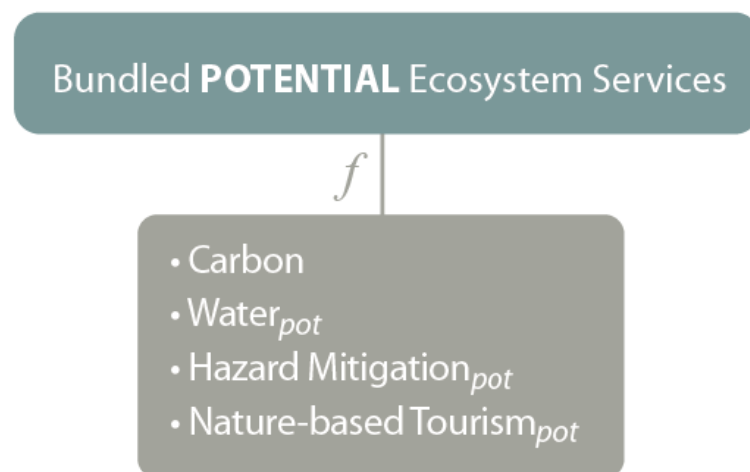 Bundled POTENTIAL Ecosystem Services
f
• Carbon
• Waterpot
• Hazard Mitigationpot
• Nature-based Tourismpot